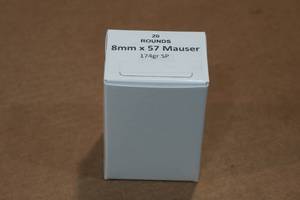 20
ROUNDS
8mm x 57 Mauser
174gr SP